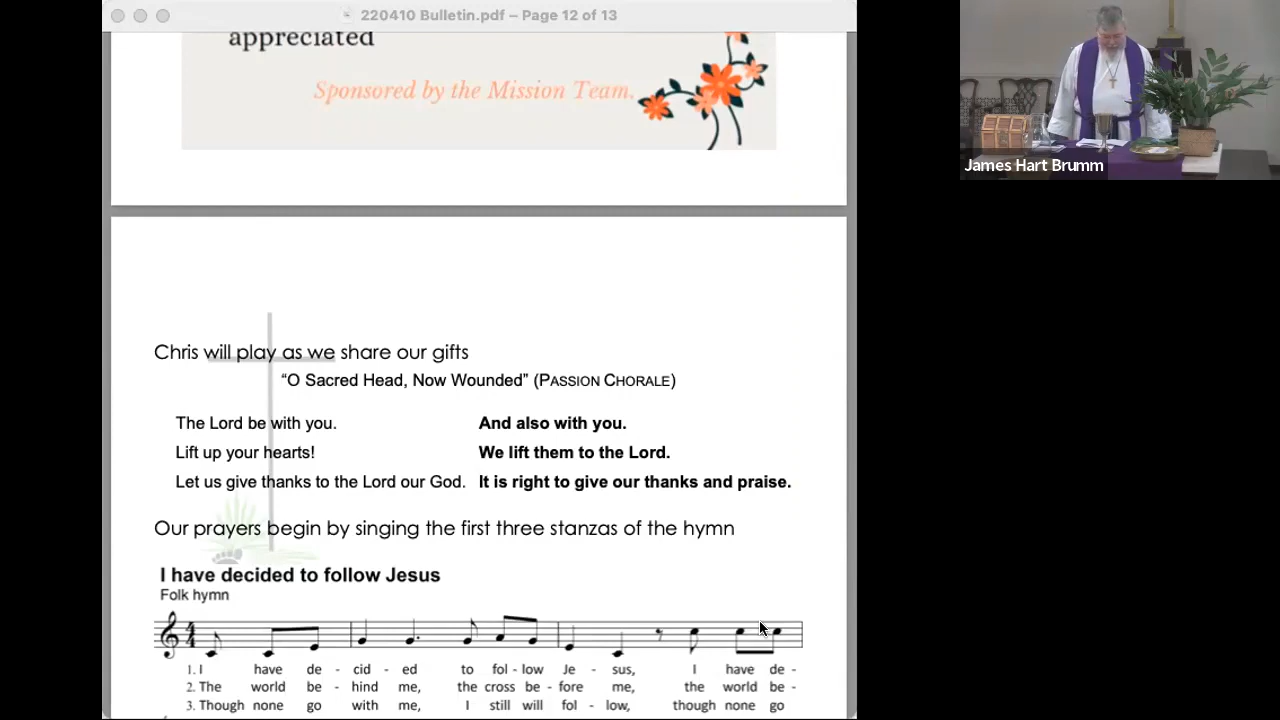 220410 Bulletin.pdf – Page 12 of 13
appreciated
Sponsored by the Mission Team.
James Hart Brumm
Chris will play as we share our gifts
“O Sacred Head, Now Wounded” (PASSION CHORALE)
The Lord be with you. And also with you.
Lift up your hearts! We lift them to the Lord.
Let us give thanks to the Lord our God. It is right to give our thanks and praise.
Our prayers begin by singing the first three stanzas of the hymn
I have decided to follow Jesus
Folk hymn
4
4
1. I have de - cid - ed to fol - low Je - sus, I have de -
2. The world be - hind me, the cross be - fore me, the world be -
3. Though none go with me, I still will fol - low, though none go